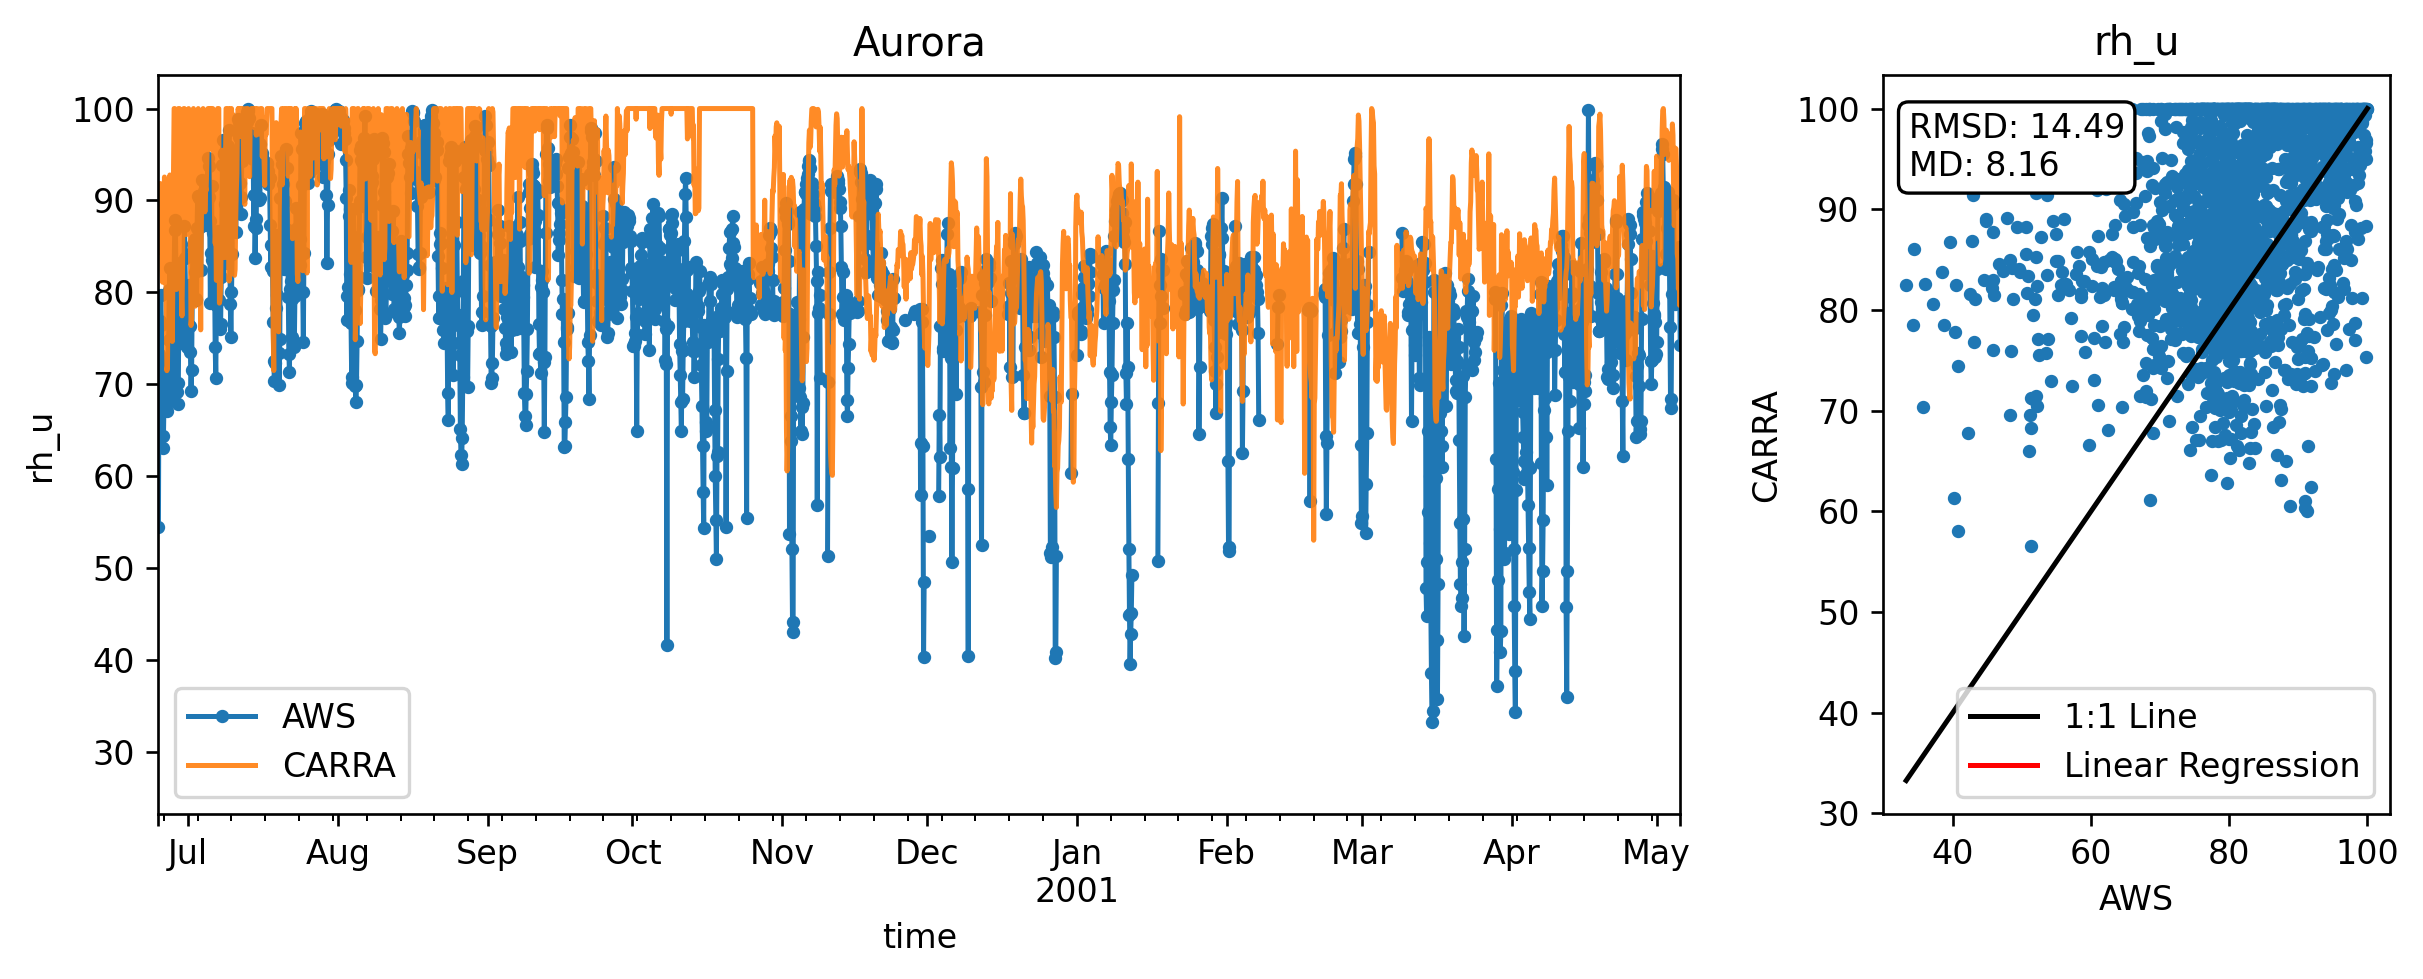 Aurora
rh_u
100
90
80
70
60
50
40
30
AWS
CARRA
Jul
Aug
Sep
Oct
Nov
Dec
Jan
2001
Feb
Mar
Apr
May
time
rh_u
100
90
80
70
60
50
40
30
CARRA
RMSD: 14.49
MD: 8.16
1:1 Line
Linear Regression
40
60
80
100
AWS